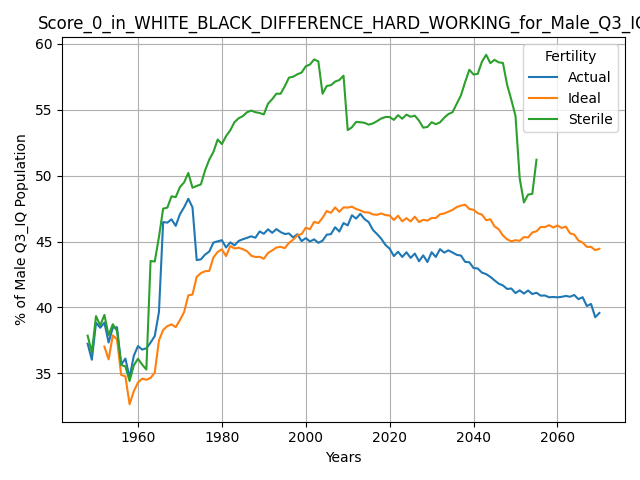 Score_0_in_WHITE_BLACK_DIFFERENCE_HARD_WORKING_for_Male_Q3_IQ
60
55
50
45
40
35
% of Male Q3_IQ Population
Fertility
Actual
Ideal
Sterile
1960 1980 2000 2020 2040 2060
Years